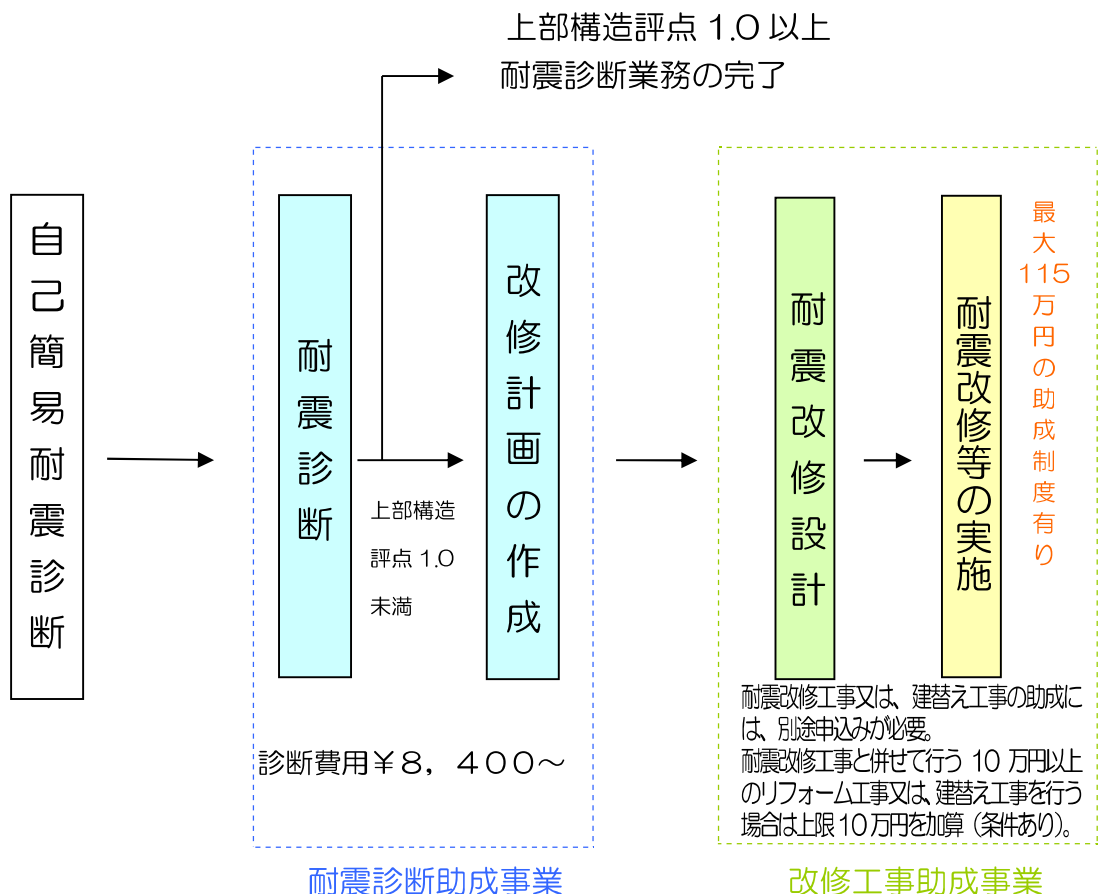 上部構造評点 1.0 以上
耐震診断業務の完了
自己簡易耐震診断
耐震診断
上部構造
評点 1.0
未満
改修計画の作成
診断費用￥８，４００～
耐震診断助成事業
耐震改修設計
耐震改修等の実施
最大115万円の助成制度有り
耐震改修工事又は、建替え工事の助成に
は、別途申込みが必要。
耐震改修工事と併せて行う 10 万円以上
のリフォーム工事又は、建替え工事を行う
場合は上限 10 万円を加算（条件あり）。
改修工事助成事業